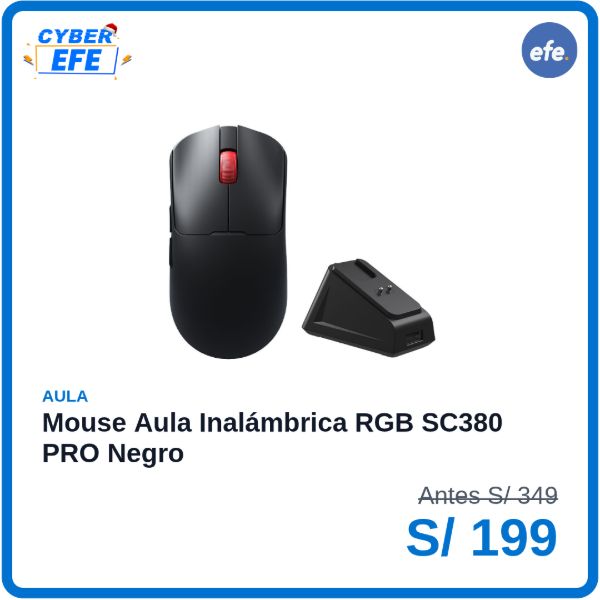 CYBER
EFE
efe.
AULA
Mouse Aula Inalámbrica RGB SC380
PRO Negro
Antes S/ 349
S/ 199